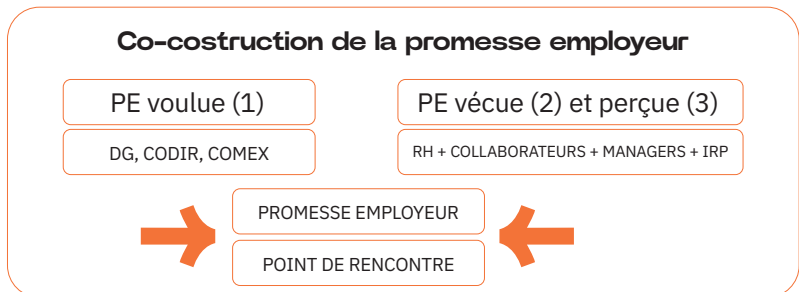 Co-costruction de la promesse employeur
PE voulue (1)
DG, CODIR, COMEX
PE vécue (2) et perçue (3)
RH + COLLABORATEURS + MANAGERS + IRP
PROMESSE EMPLOYEUR
POINT DE RENCONTRE